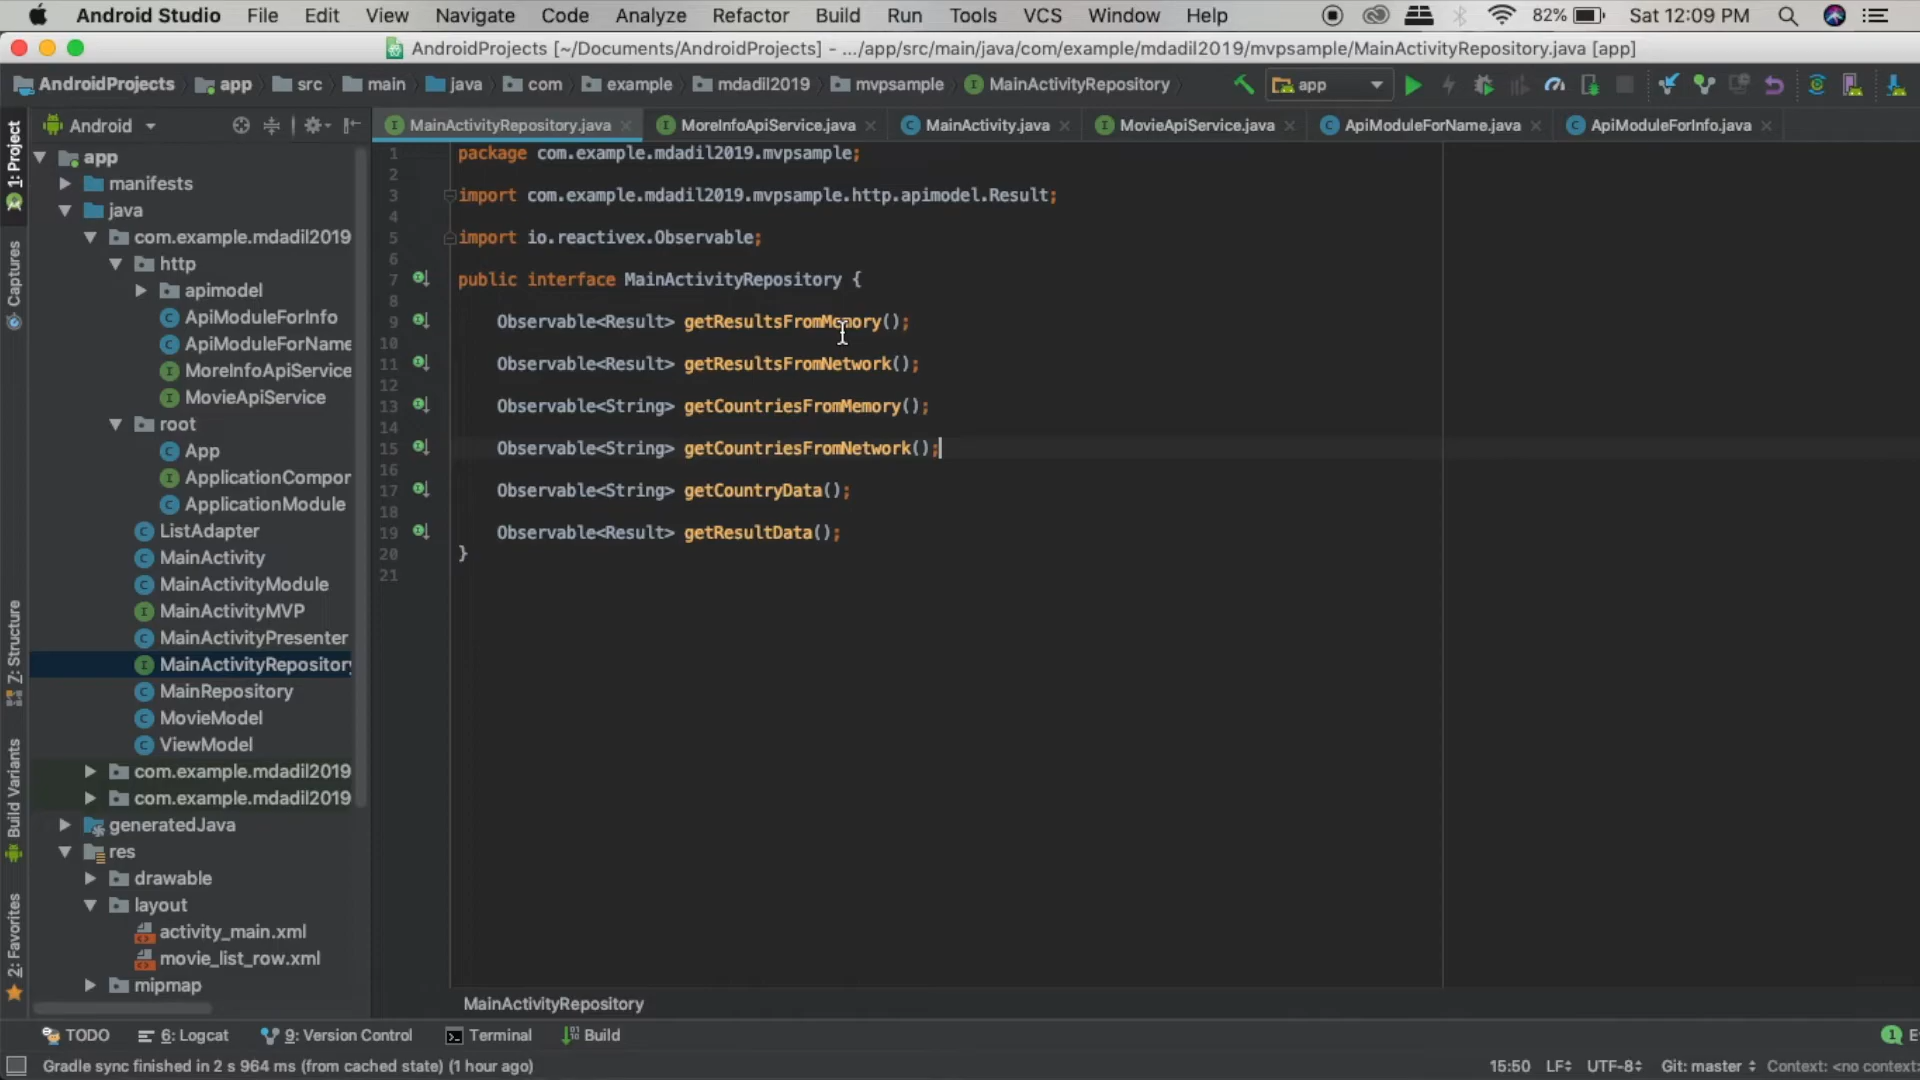 Android Studio File Edit View Navigate Code Analyze Refactor Build Run Tools VCS Window Help 82% Sat 12:09 PM
AndroidProjects [~/Documents/AndroidProjects] - .../app/src/main/java/com/example/mdadil2019/mvpsample/MainActivityRepository.java [app]
AndroidProjects app src main java com example mdadil2019 mvpsample MainActivityRepository app
Android
MainActivityRepository.java MoreInfoApiService.java MainActivity.java MovieApiService.java ApiModuleForName.java ApiModuleForInfo.java
1: Project
Captures
Z: Structure
Build Variants
2: Favorites
app
manifests
java
com.example.mdadil2019
http
apimodel
ApiModuleForInfo
ApiModuleForName
MoreInfoApiService
MovieApiService
root
App
ApplicationCompor
ApplicationModule
ListAdapter
MainActivity
MainActivityModule
MainActivityMVP
MainActivityPresenter
MainActivityRepository
MainRepository
MovieModel
ViewModel
com.example.mdadil2019
com.example.mdadil2019
generatedJava
res
drawable
layout
activity_main.xml
movie_list_row.xml
mipmap
1 package com.example.mdadil2019.mvpsample;
2
3 import com.example.mdadil2019.mvpsample.http.apimodel.Result;
4
5 import io.reactivex.Observable;
6
7 public interface MainActivityRepository {
8
9 Observable<Result> getResultsFromMemory();
10
11 Observable<Result> getResultsFromNetwork();
12
13 Observable<String> getCountriesFromMemory();
14
15 Observable<String> getCountriesFromNetwork();
16
17 Observable<String> getCountryData();
18
19 Observable<Result> getResultData();
20 }
21
MainActivityRepository
TODO 6: Logcat 9: Version Control Terminal Build 1 E
Gradle sync finished in 2 s 964 ms (from cached state) (1 hour ago) 15:50 LF UTF-8 Git: master Context: <no context